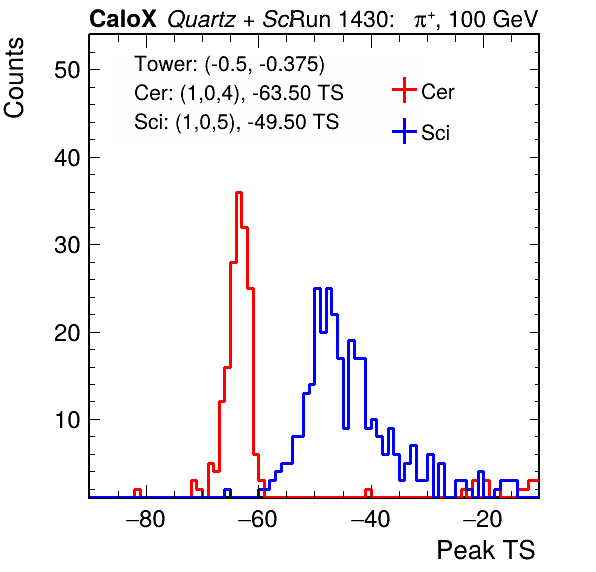 CaloX Quartz + ScRun 1430: π+, 100 GeV
Counts
Tower: (-0.5, -0.375)
Cer: (1,0,4), -63.50 TS
Sci: (1,0,5), -49.50 TS
Cer
Sci
50
40
30
20
10
−80 −60 −40 −20
Peak TS